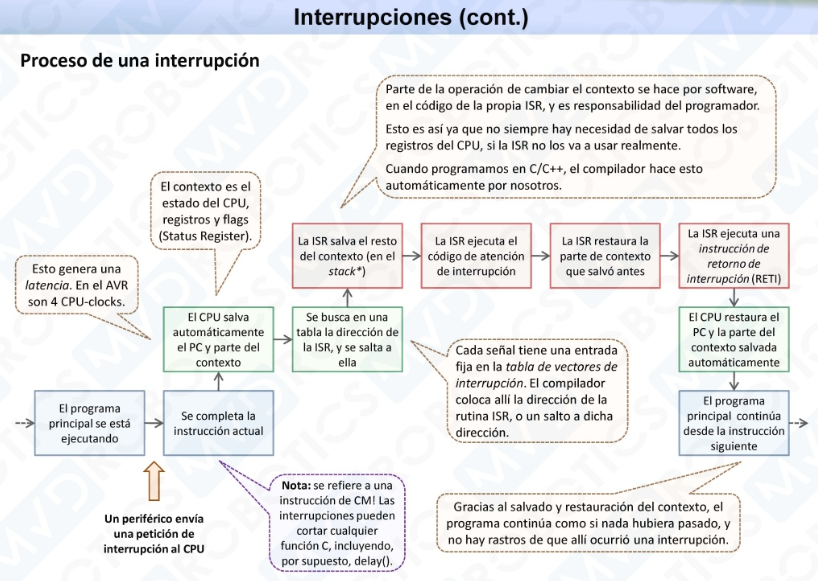 Interrupciones (cont.)
Proceso de una interrupción
Parte de la operación de cambiar el contexto se hace por software,
en el código de la propia ISR, y es responsabilidad del programador.
Esto es así ya que no siempre hay necesidad de salvar todos los
registros del CPU, si la ISR no los va a usar realmente.
Cuando programamos en C/C++, el compilador hace esto
automáticamente por nosotros.
El contexto es el
estado del CPU,
registros y flags
(Status Register).
Esto genera una
latencia. En el AVR
son 4 CPU-clocks.
La ISR salva el resto
del contexto (en el
stack*)
La ISR ejecuta el
código de atención
de interrupción
La ISR restaura la
parte de contexto
que salvó antes
La ISR ejecuta una
instrucción de
retorno de
interrupción (RETI)
El CPU salva
automáticamente
el PC y parte del
contexto
Se busca en una
tabla la dirección de
la ISR, y se salta a
ella
Cada señal tiene una entrada
fija en la tabla de vectores de
interrupción. El compilador
coloca allí la dirección de la
rutina ISR, o un salto a dicha
dirección.
El CPU restaura el
PC y la parte del
contexto salvada
automáticamente
El programa
principal se está
ejecutando
Se completa la
instrucción actual
El programa
principal continúa
desde la instrucción
siguiente
Un periférico envía
una petición de
interrupción al CPU
Nota: se refiere a una
instrucción de CM! Las
interrupciones pueden
cortar cualquier
función C, incluyendo,
por supuesto, delay().
Gracias al salvado y restauración del contexto, el
programa continúa como si nada hubiera pasado, y
no hay rastros de que allí ocurrió una interrupción.
MVD ROBOTICS